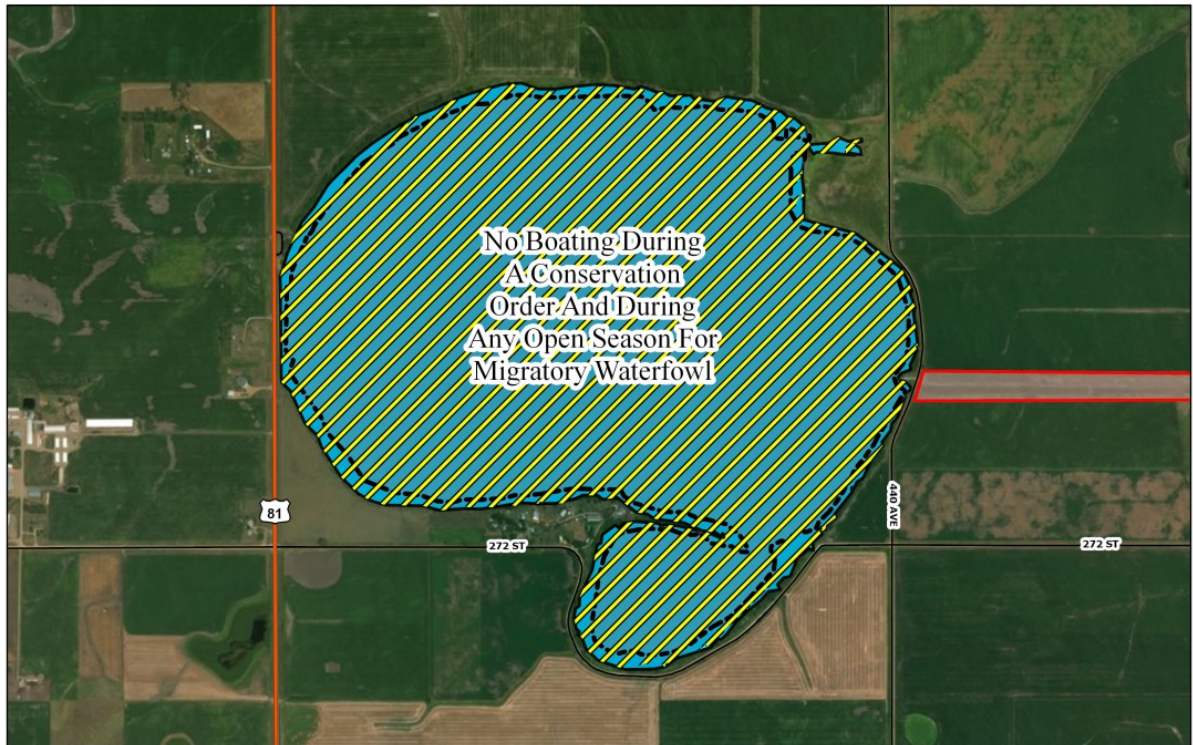 No Boating During
A Conservation
Order And During
Any Open Season For
Migratory Waterfowl
81
440 AVE
272 ST
272 ST